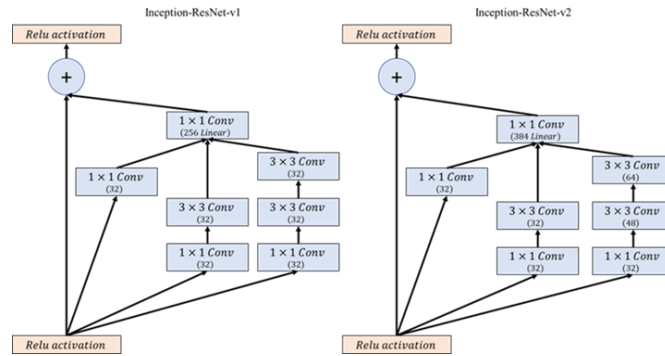 Inception-ResNet-v1
Relu activation
+
1 × 1 Conv
(256 Linear)
1 × 1 Conv
(32)
3 × 3 Conv
(32)
3 × 3 Conv
(32)
3 × 3 Conv
(32)
1 × 1 Conv
(32)
1 × 1 Conv
(32)
Relu activation
Inception-ResNet-v2
Relu activation
+
1 × 1 Conv
(384 Linear)
1 × 1 Conv
(32)
3 × 3 Conv
(64)
3 × 3 Conv
(32)
3 × 3 Conv
(48)
1 × 1 Conv
(32)
1 × 1 Conv
(32)
Relu activation